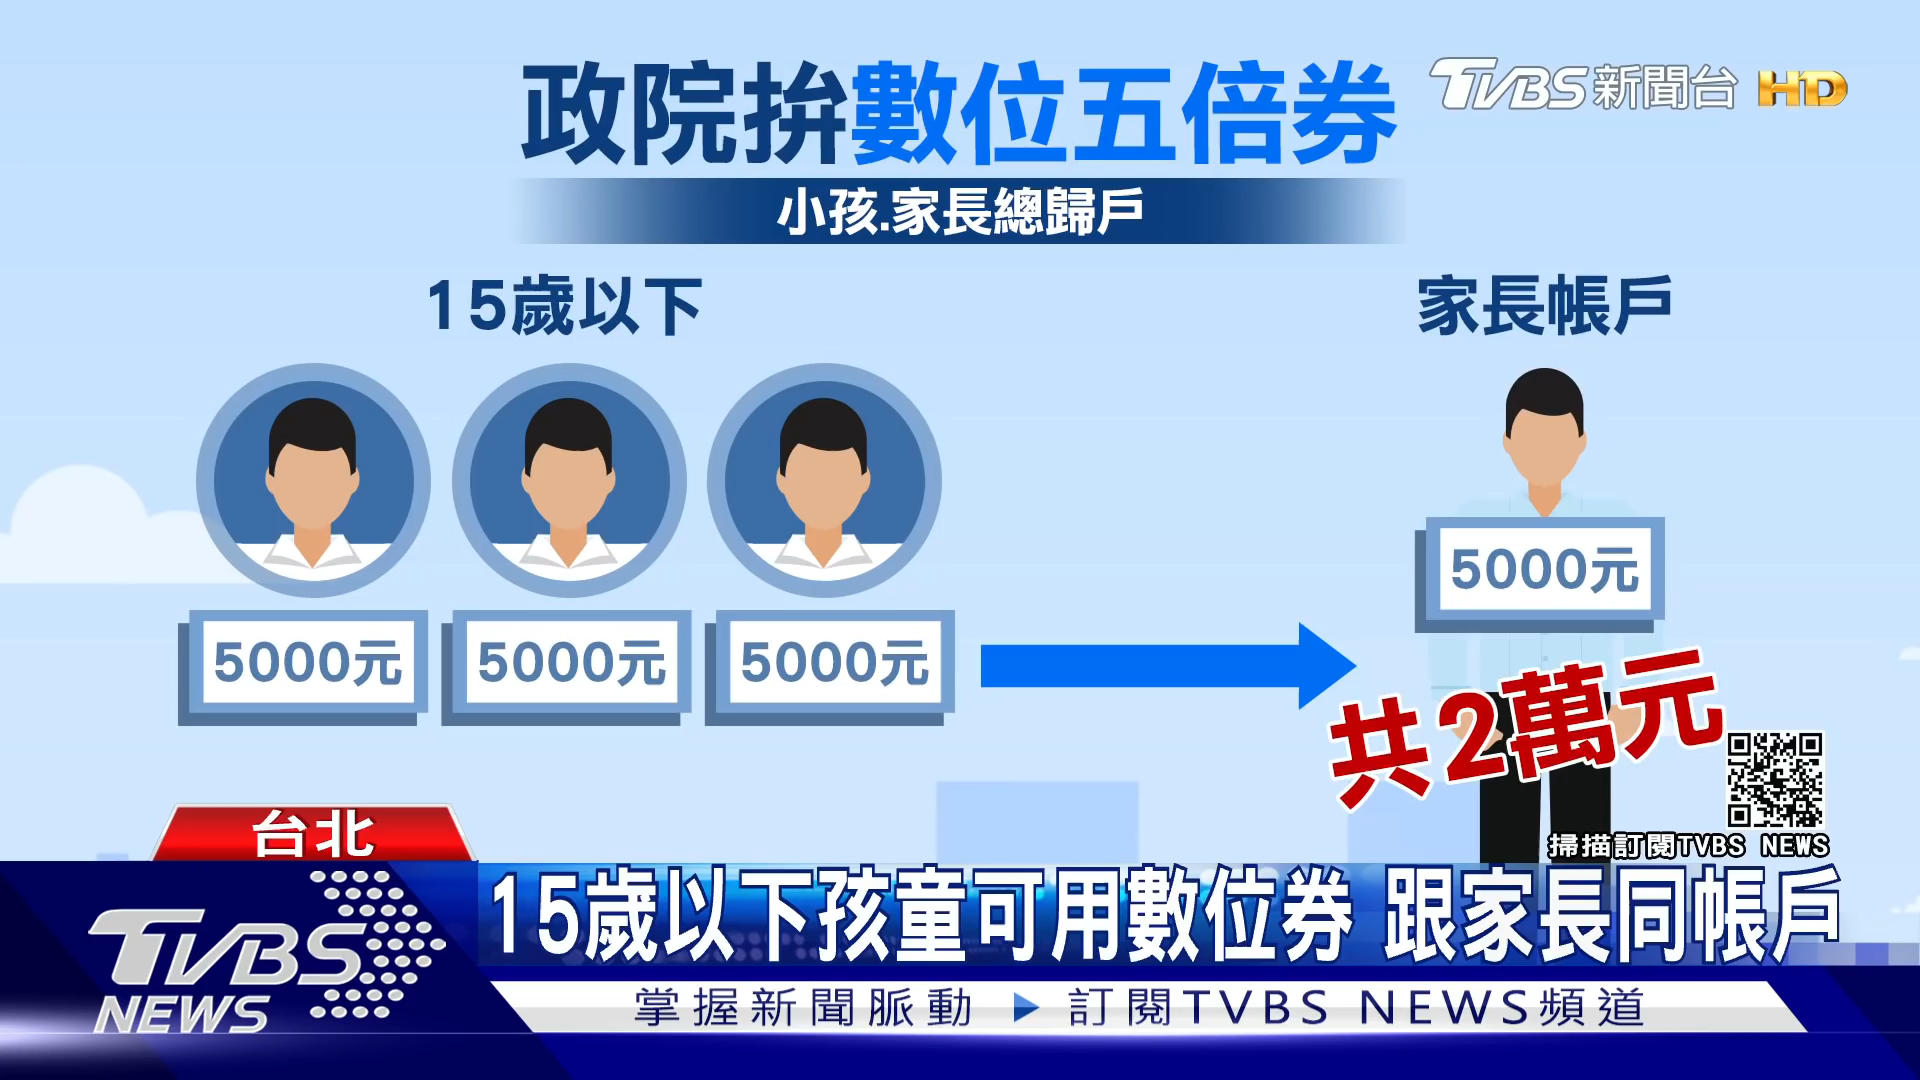 政院拚數位五倍券
TVBS新聞台 HD
小孩.家長總歸戶
15歲以下
家長帳戶
5000元
5000元
5000元
5000元
共2萬元
掃描訂閱TVBS NEWS
台北
15歲以下孩童可用數位券 跟家長同帳戶
TVBS
NEWS
掌握新聞脈動 ▶ 訂閱TVBS NEWS頻道